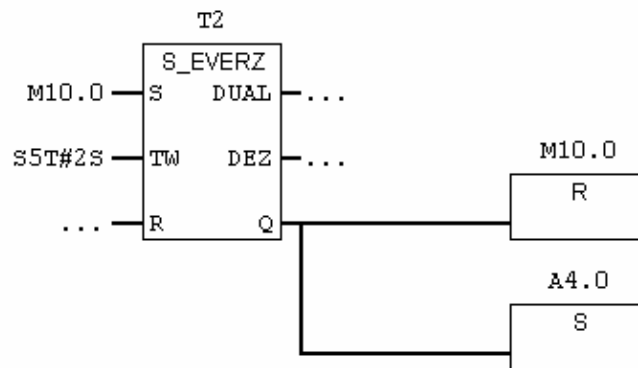 T2
S_EVERZ
M10.0 S DUAL ...
S5T#2S TW DEZ ...
... R Q
M10.0
R
A4.0
S